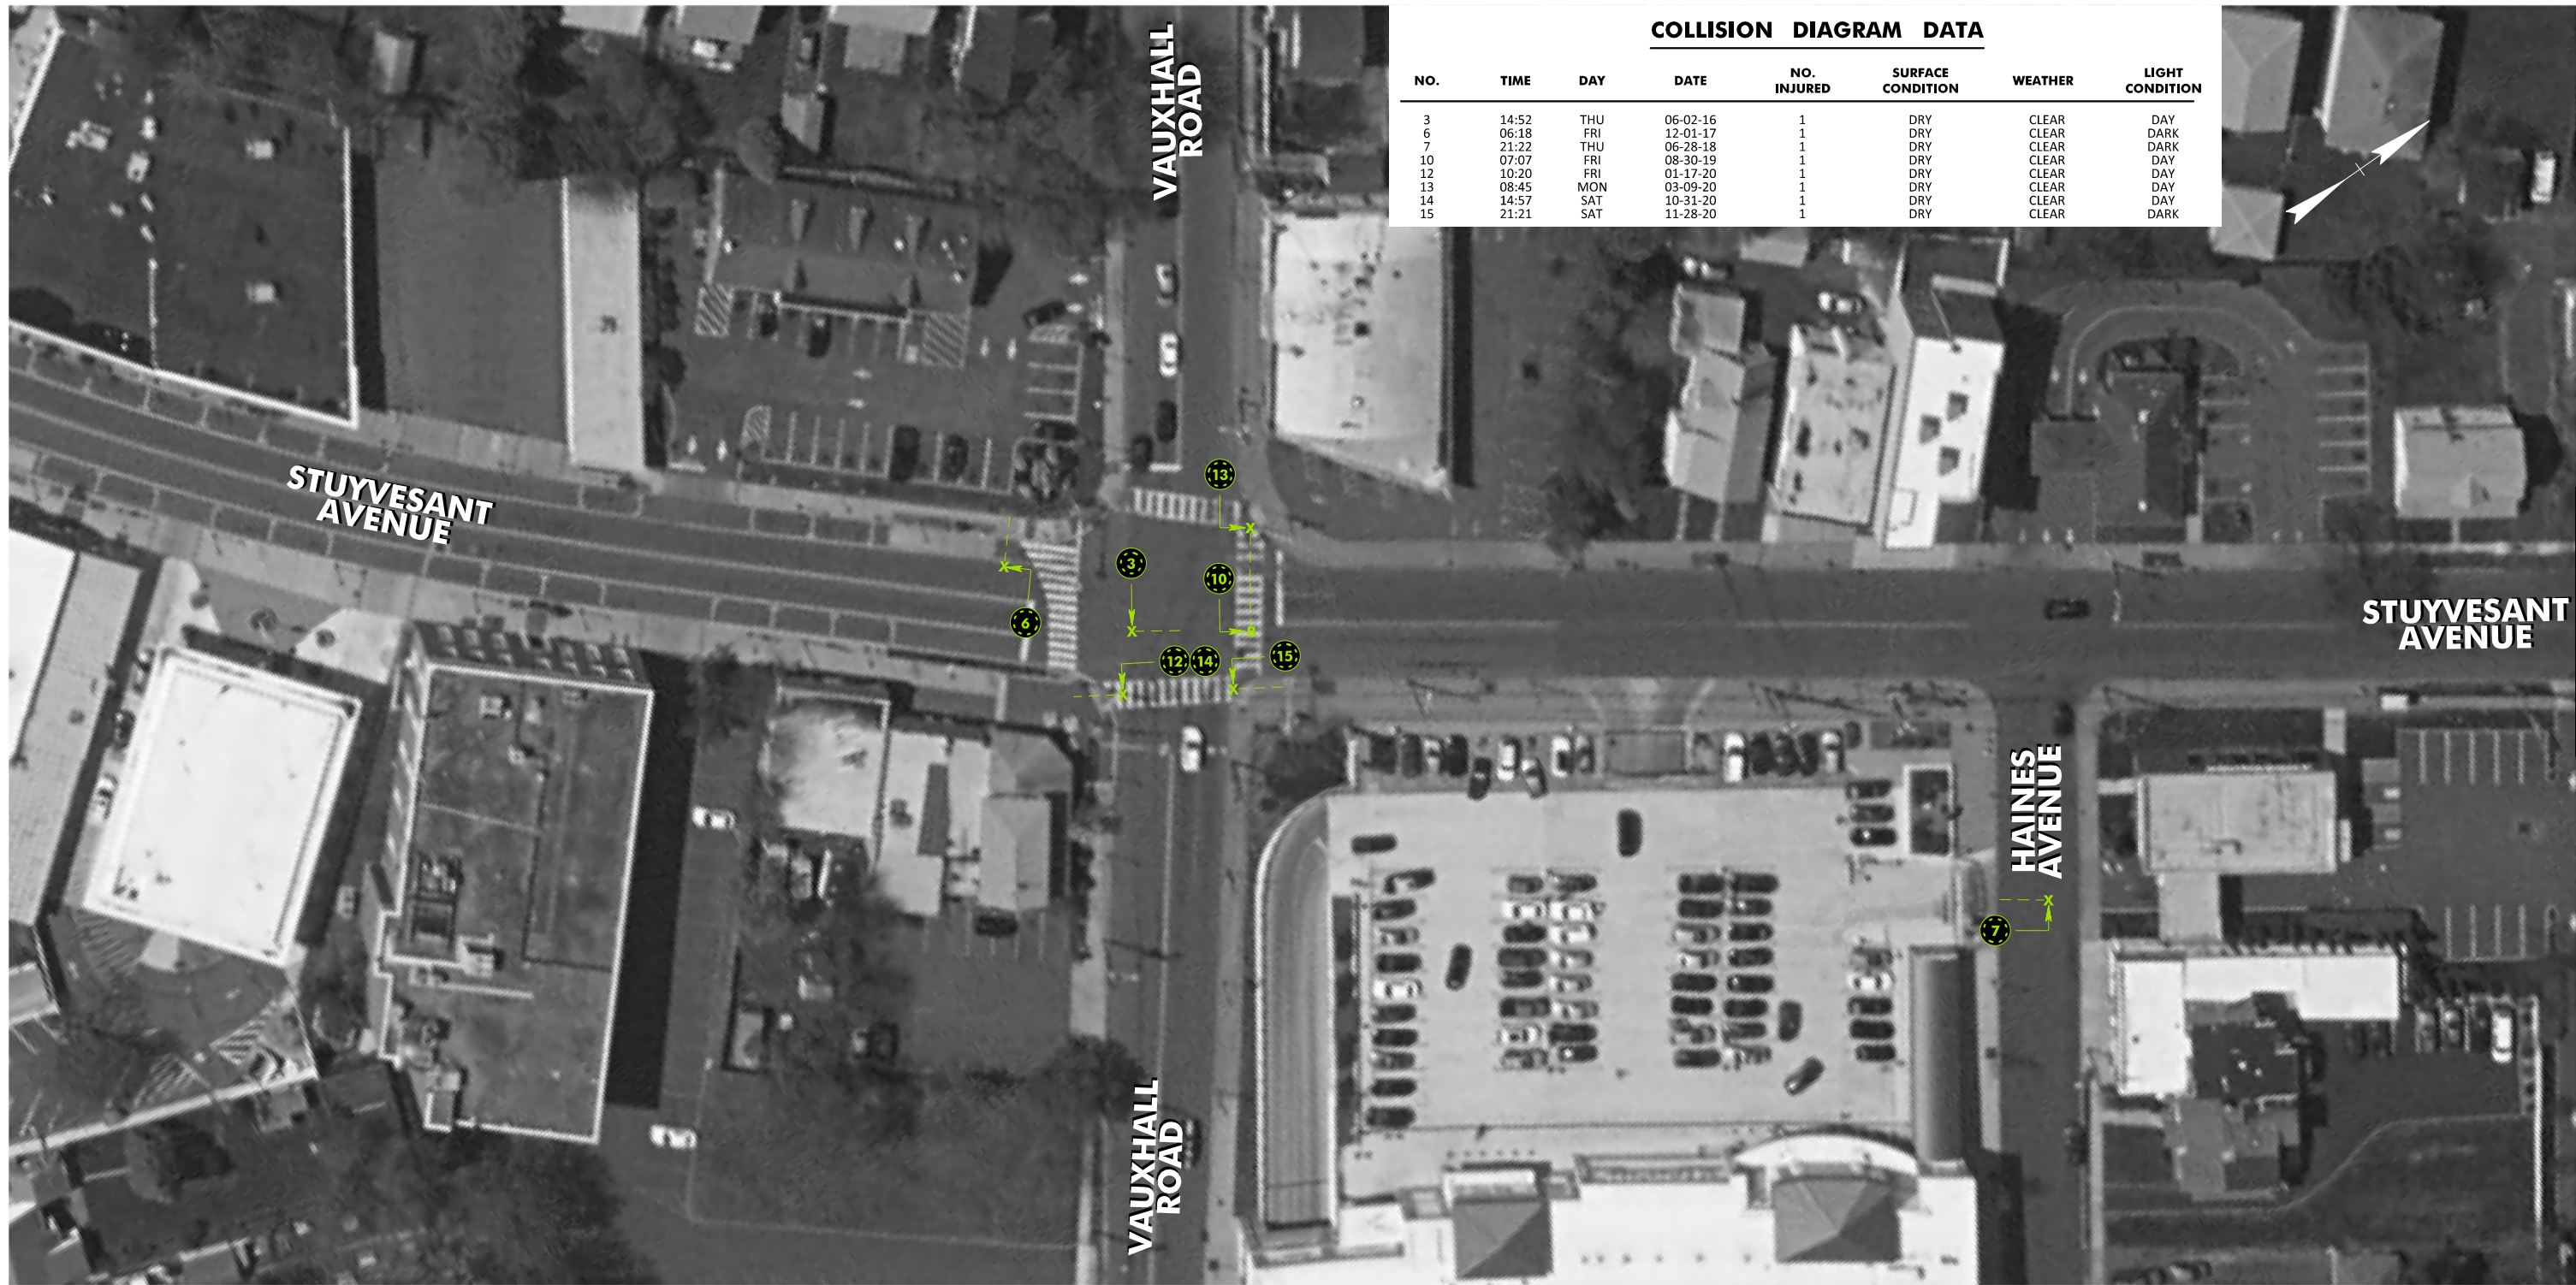 COLLISION DIAGRAM DATA
NO. TIME DAY DATE NO. INJURED SURFACE CONDITION WEATHER LIGHT CONDITION
3 14:52 THU 06-02-16 1 DRY CLEAR DAY
6 06:18 FRI 12-01-17 1 DRY CLEAR DARK
7 21:22 THU 06-28-18 1 DRY CLEAR DARK
10 07:07 FRI 08-30-19 1 DRY CLEAR DAY
12 10:20 FRI 01-17-20 1 DRY CLEAR DAY
13 08:45 MON 03-09-20 1 DRY CLEAR DAY
14 14:57 SAT 10-31-20 1 DRY CLEAR DAY
15 21:21 SAT 11-28-20 1 DRY CLEAR DARK
VAUXHALL
ROAD
STUYVESANT
AVENUE
13
X
3
10
X
6
X
B
12 14
15
X
X
STUYVESANT
AVENUE
HAINES
AVENUE
X
7
VAUXHALL
ROAD